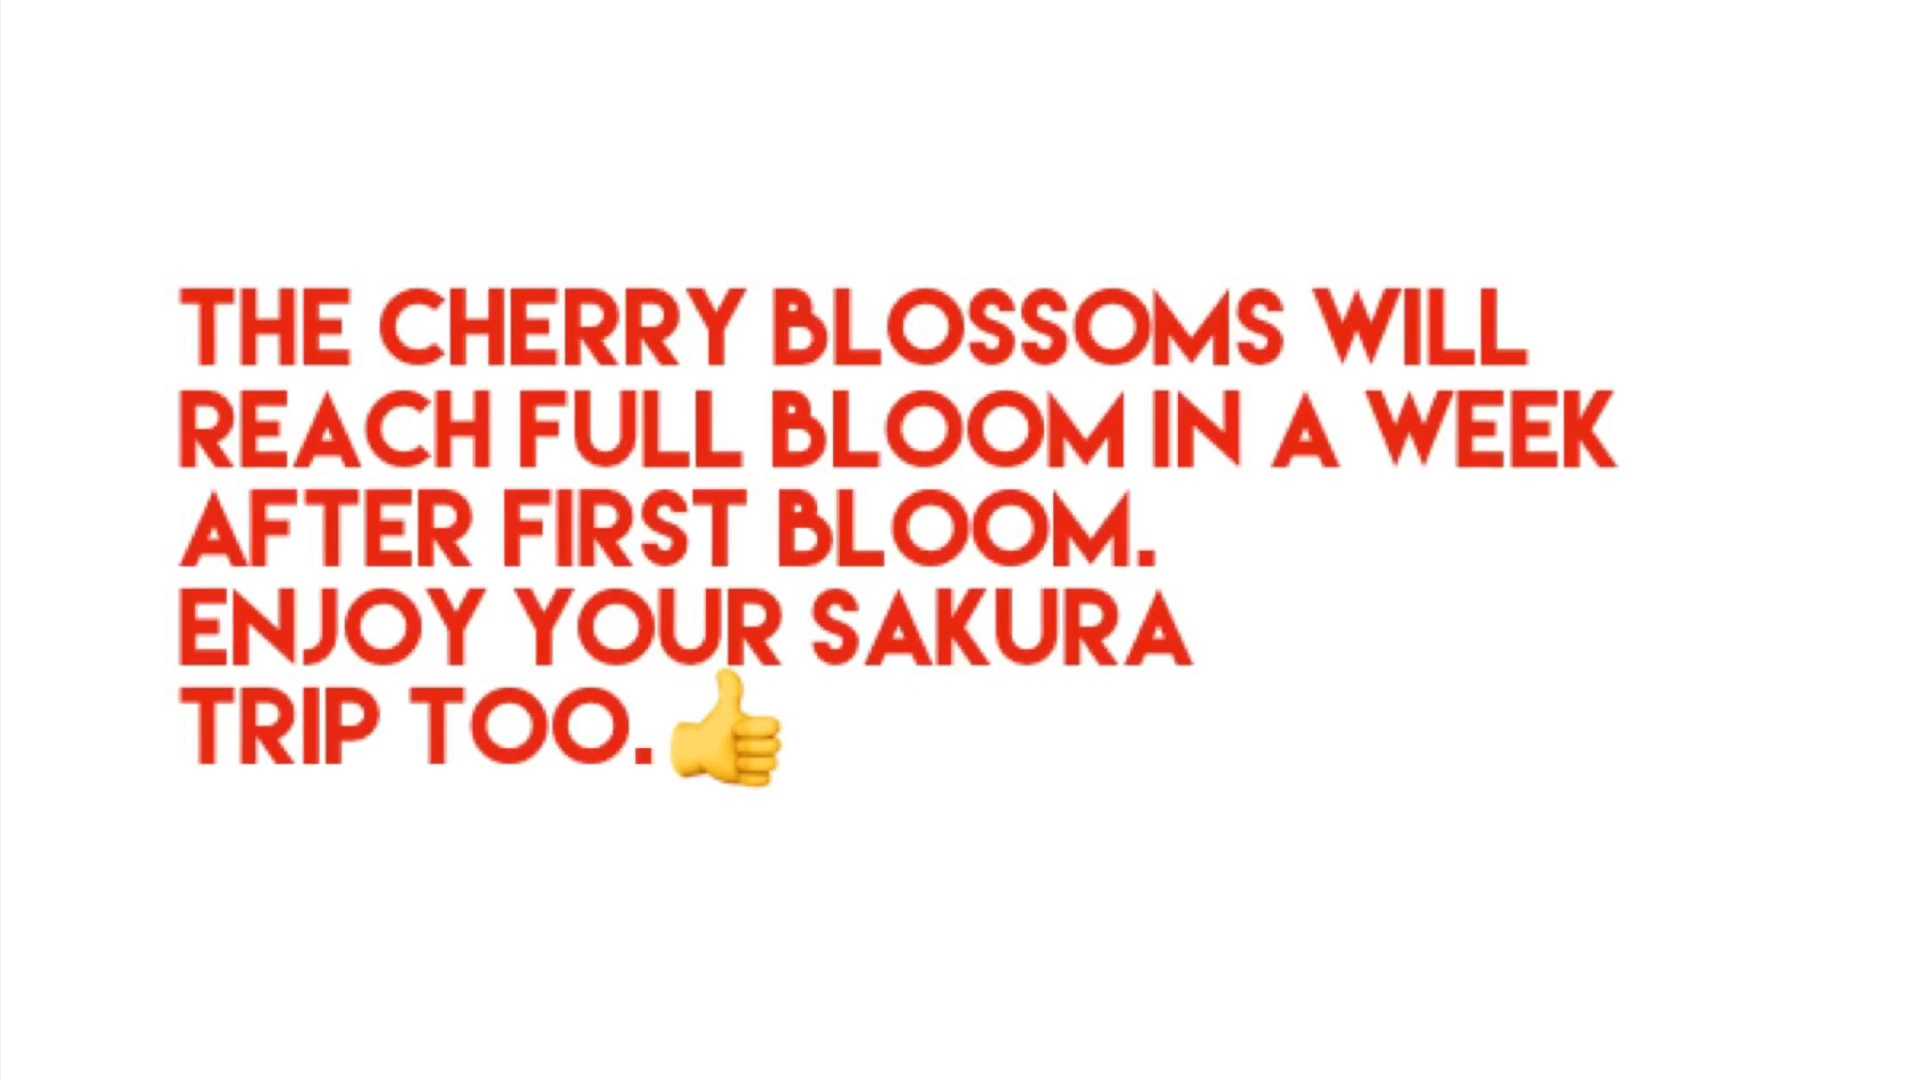 THE CHERRY BLOSSOMS WILL
REACH FULL BLOOM IN A WEEK
AFTER FIRST BLOOM.
ENJOY YOUR SAKURA
TRIP TOO.👍